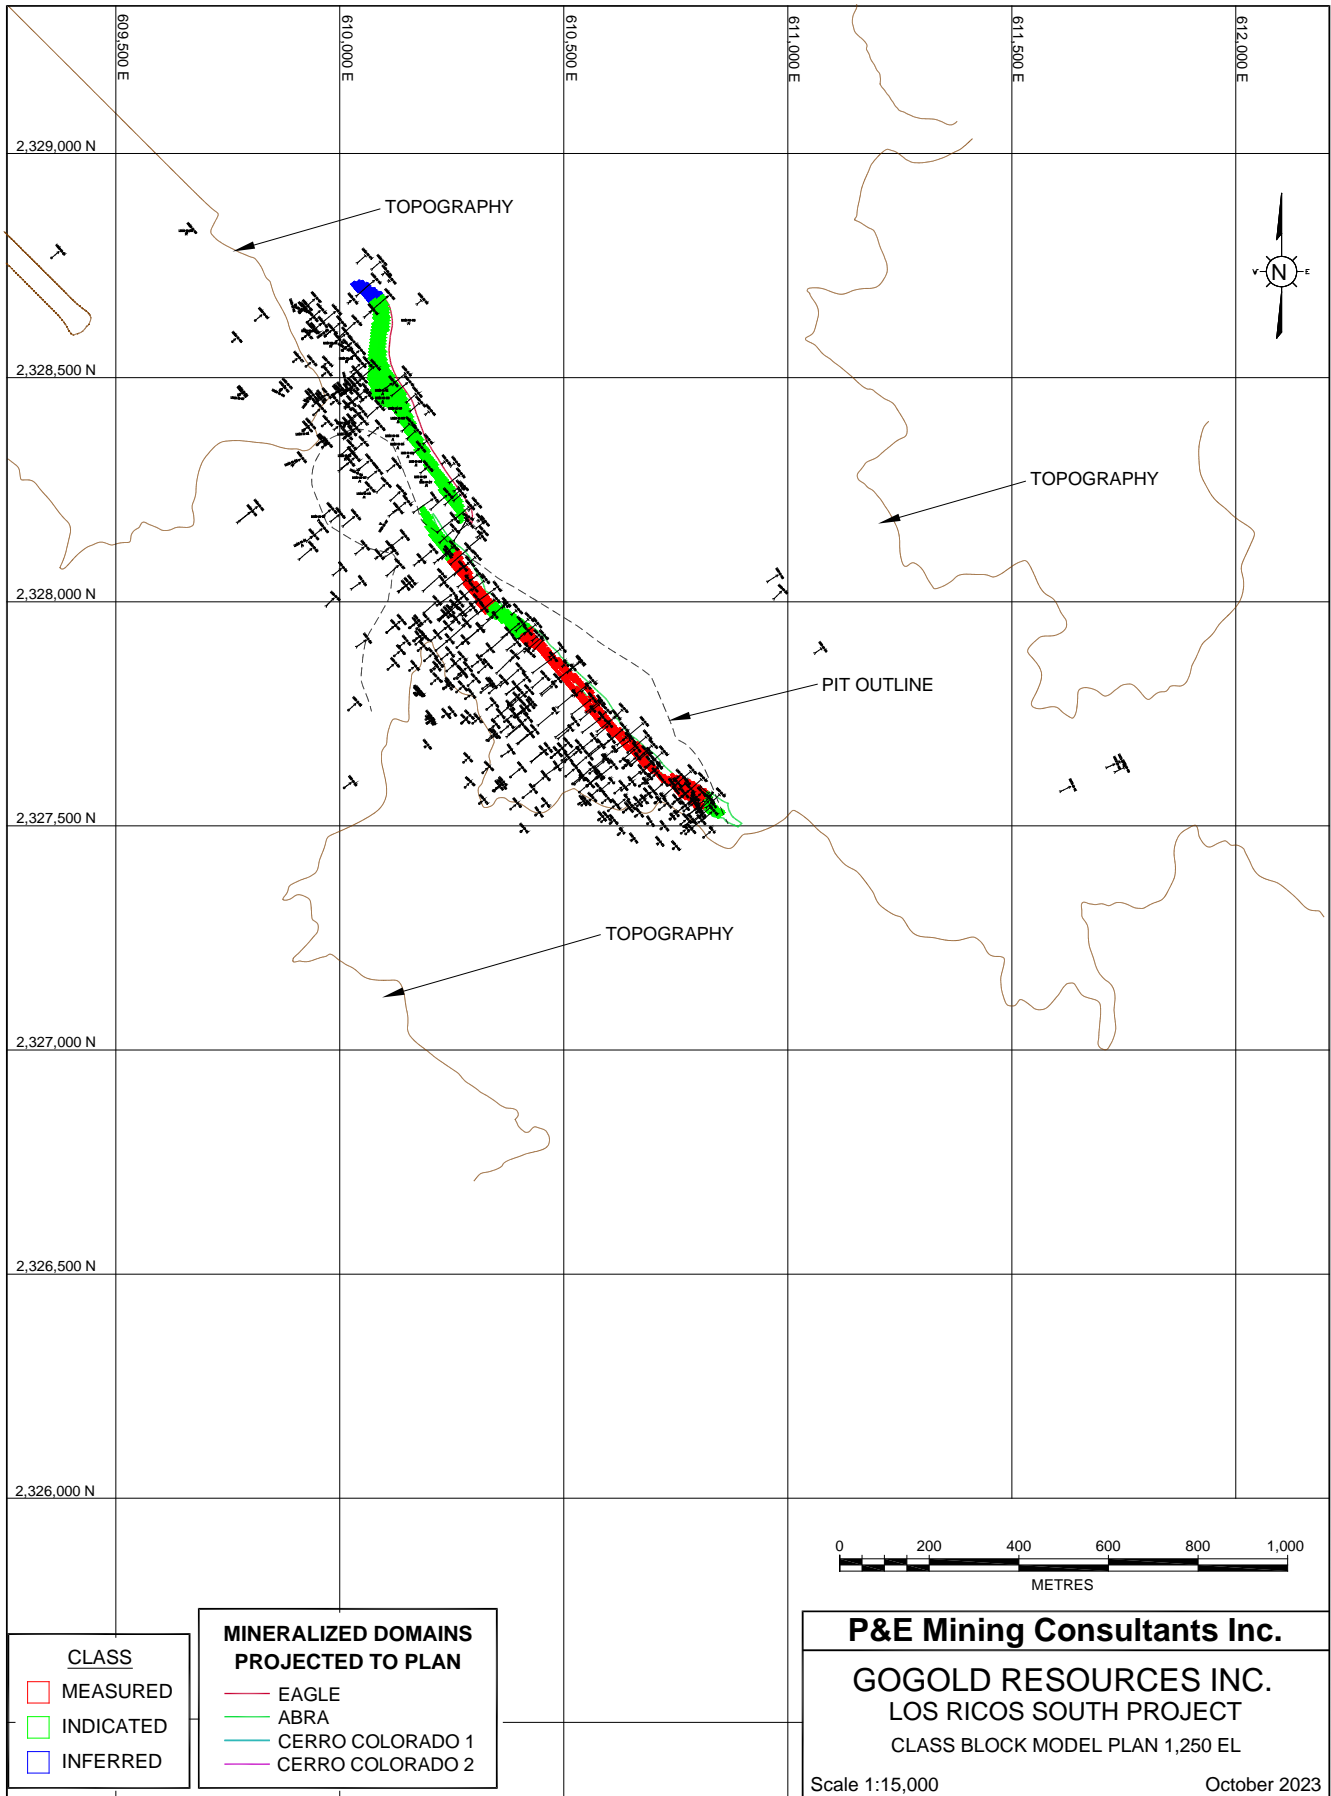 609,500 E
610,000 E
610,500 E
611,000 E
611,500 E
612,000 E
2,329,000 N
TOPOGRAPHY
N
W
E
2,328,500 N
TOPOGRAPHY
2,328,000 N
PIT OUTLINE
2,327,500 N
TOPOGRAPHY
2,327,000 N
2,326,500 N
2,326,000 N
0 200 400 600 800 1,000
METRES
CLASS
MEASURED
INDICATED
INFERRED
MINERALIZED DOMAINS
PROJECTED TO PLAN
EAGLE
ABRA
CERRO COLORADO 1
CERRO COLORADO 2
P&E Mining Consultants Inc.
GOGOLD RESOURCES INC.
LOS RICOS SOUTH PROJECT
CLASS BLOCK MODEL PLAN 1,250 EL
Scale 1:15,000 October 2023